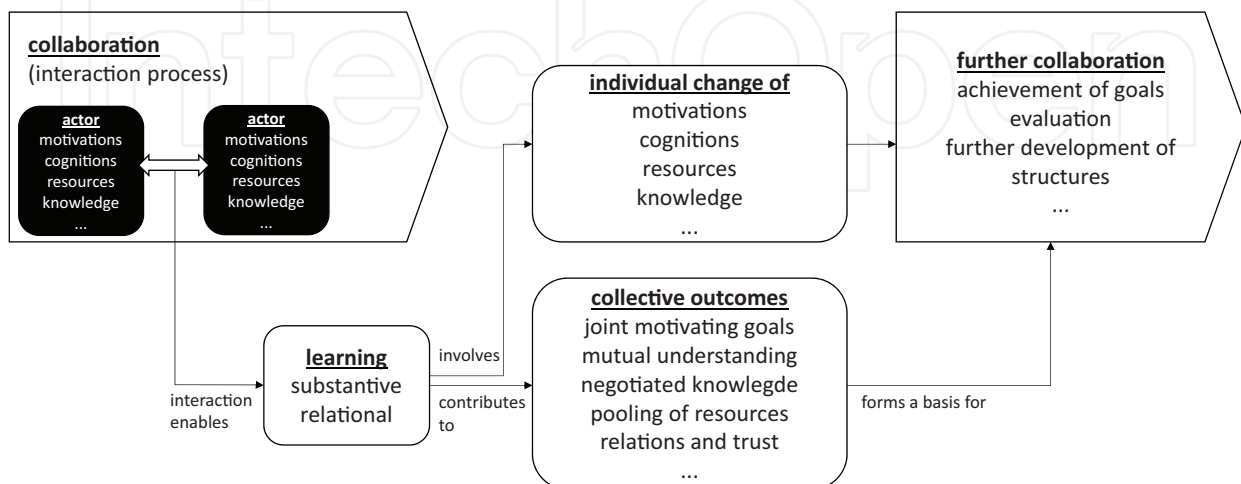 IntechOpen
collaboration
(interaction process)
actor
motivations
cognitions
resources
knowledge
...
actor
motivations
cognitions
resources
knowledge
...
interaction
enables
learning
substantive
relational
involves
contributes
to
individual change of
motivations
cognitions
resources
knowledge
...
collective outcomes
joint motivating goals
mutual understanding
negotiated knowlegde
pooling of resources
relations and trust
...
forms a basis for
further collaboration
achievement of goals
evaluation
further development of
structures
...